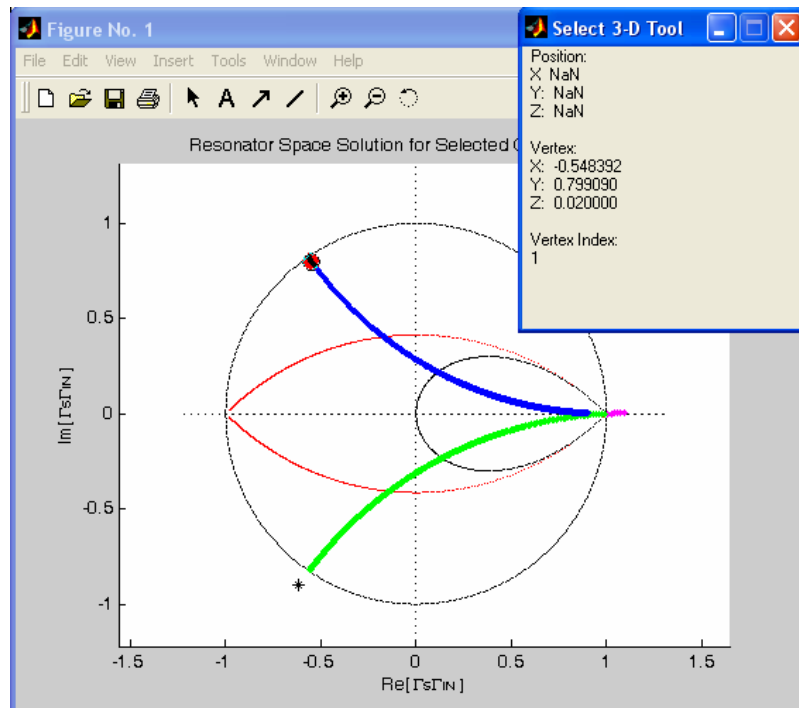 Figure No. 1
File Edit View Insert Tools Window Help
A
Select 3-D Tool
Position:
X NaN
Y: NaN
Z: NaN
Vertex:
X: -0.548392
Y: 0.799090
Z: 0.020000
Vertex Index:
1
Resonator Space Solution for Selected
1
0.5
0
-0.5
-1
Im[ΓsΓIN]
-1.5 -1 -0.5 0 0.5 1 1.5
Re[ΓsΓIN]